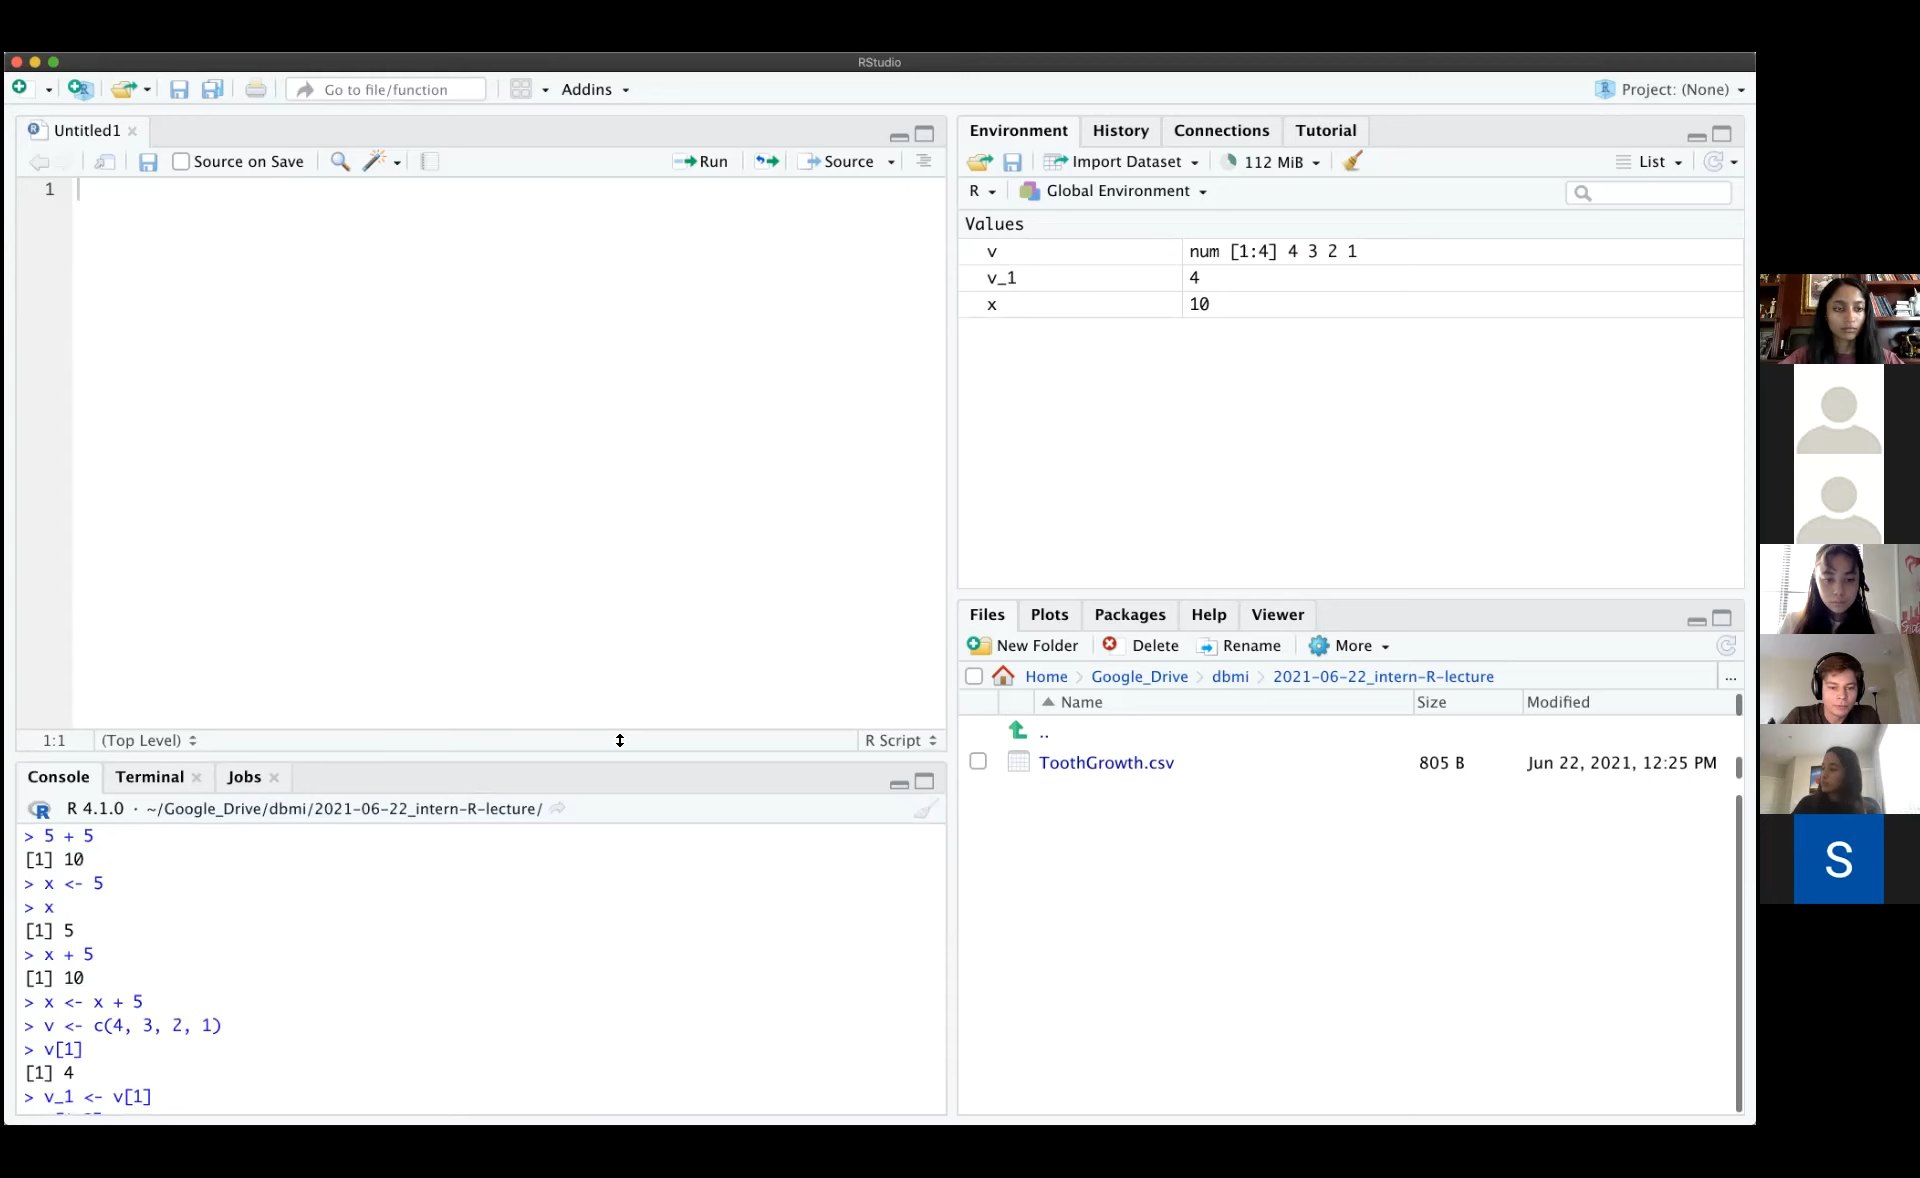 RStudio
Go to file/function
Addins
Project: (None)
Untitled1
Source on Save
Run
Source
1
1:1 (Top Level)
R Script
Console Terminal Jobs
R 4.1.0 · ~/Google_Drive/dbmi/2021-06-22_intern-R-lecture/
> 5 + 5
[1] 10
> x <- 5
> x
[1] 5
> x + 5
[1] 10
> x <- x + 5
> v <- c(4, 3, 2, 1)
> v[1]
[1] 4
> v_1 <- v[1]
Environment History Connections Tutorial
Import Dataset 112 MiB List
R Global Environment
Values
v num [1:4] 4 3 2 1
v_1 4
x 10
Files Plots Packages Help Viewer
New Folder Delete Rename More
Home Google_Drive dbmi 2021-06-22_intern-R-lecture ...
Name Size Modified
..
ToothGrowth.csv 805 B Jun 22, 2021, 12:25 PM
S